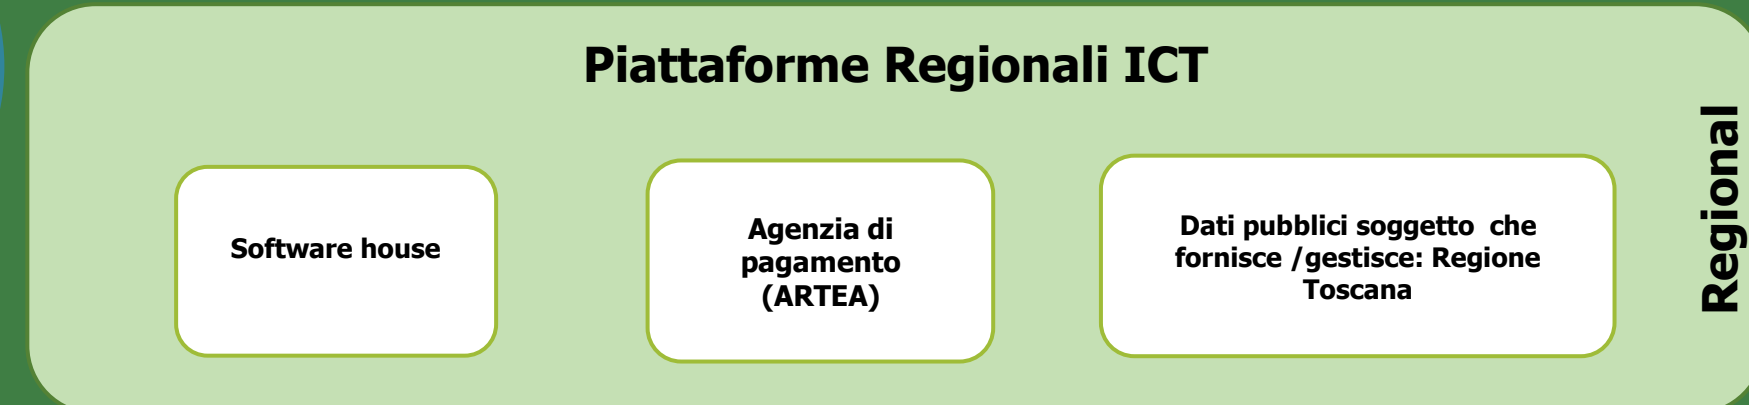 Piattaforme Regionali ICT
Software house
Agenzia di
pagamento
(ARTEA)
Dati pubblici soggetto  che
fornisce /gestisce: Regione
Toscana
Regional